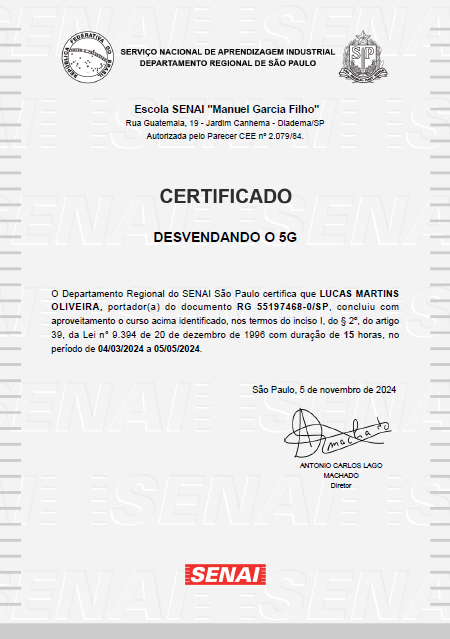 REPÚBLICA FEDERATIVA DO BRASIL
SERVIÇO NACIONAL DE APRENDIZAGEM INDUSTRIAL
DEPARTAMENTO REGIONAL DE SÃO PAULO
SP
Escola SENAI "Manuel Garcia Filho"
Rua Guatemala, 19 - Jardim Canhema - Diadema/SP
Autorizada pelo Parecer CEE nº 2.079/84.
CERTIFICADO
DESVENDANDO O 5G
O Departamento Regional do SENAI São Paulo certifica que LUCAS MARTINS
OLIVEIRA, portador(a) do documento RG 55197468-0/SP, concluiu com
aproveitamento o curso acima identificado, nos termos do inciso I, do § 2º, do artigo
39, da Lei n° 9.394 de 20 de dezembro de 1996 com duração de 15 horas, no
período de 04/03/2024 a 05/05/2024.
São Paulo, 5 de novembro de 2024
Amachado
ANTONIO CARLOS LAGO
MACHADO
Diretor
SENAI